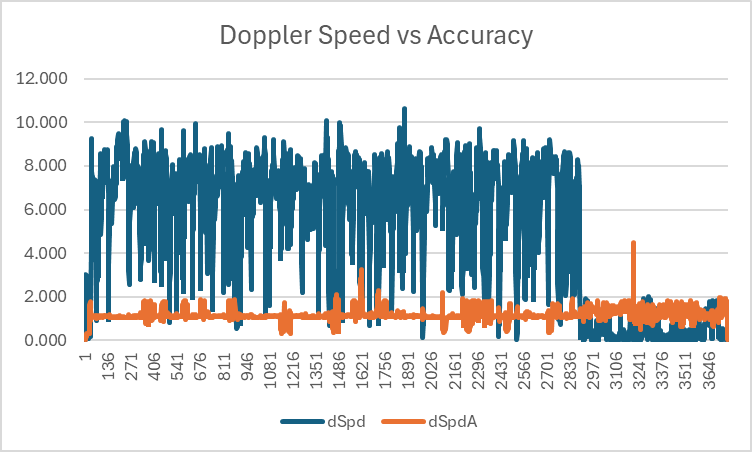 Doppler Speed vs Accuracy
12.000
10.000
8.000
6.000
4.000
2.000
0.000
1 136 271 406 541 676 811 946 1081 1216 1351 1486 1621 1756 1891 2026 2161 2296 2431 2566 2701 2836 2971 3106 3241 3376 3511 3646
dSpd dSpdA